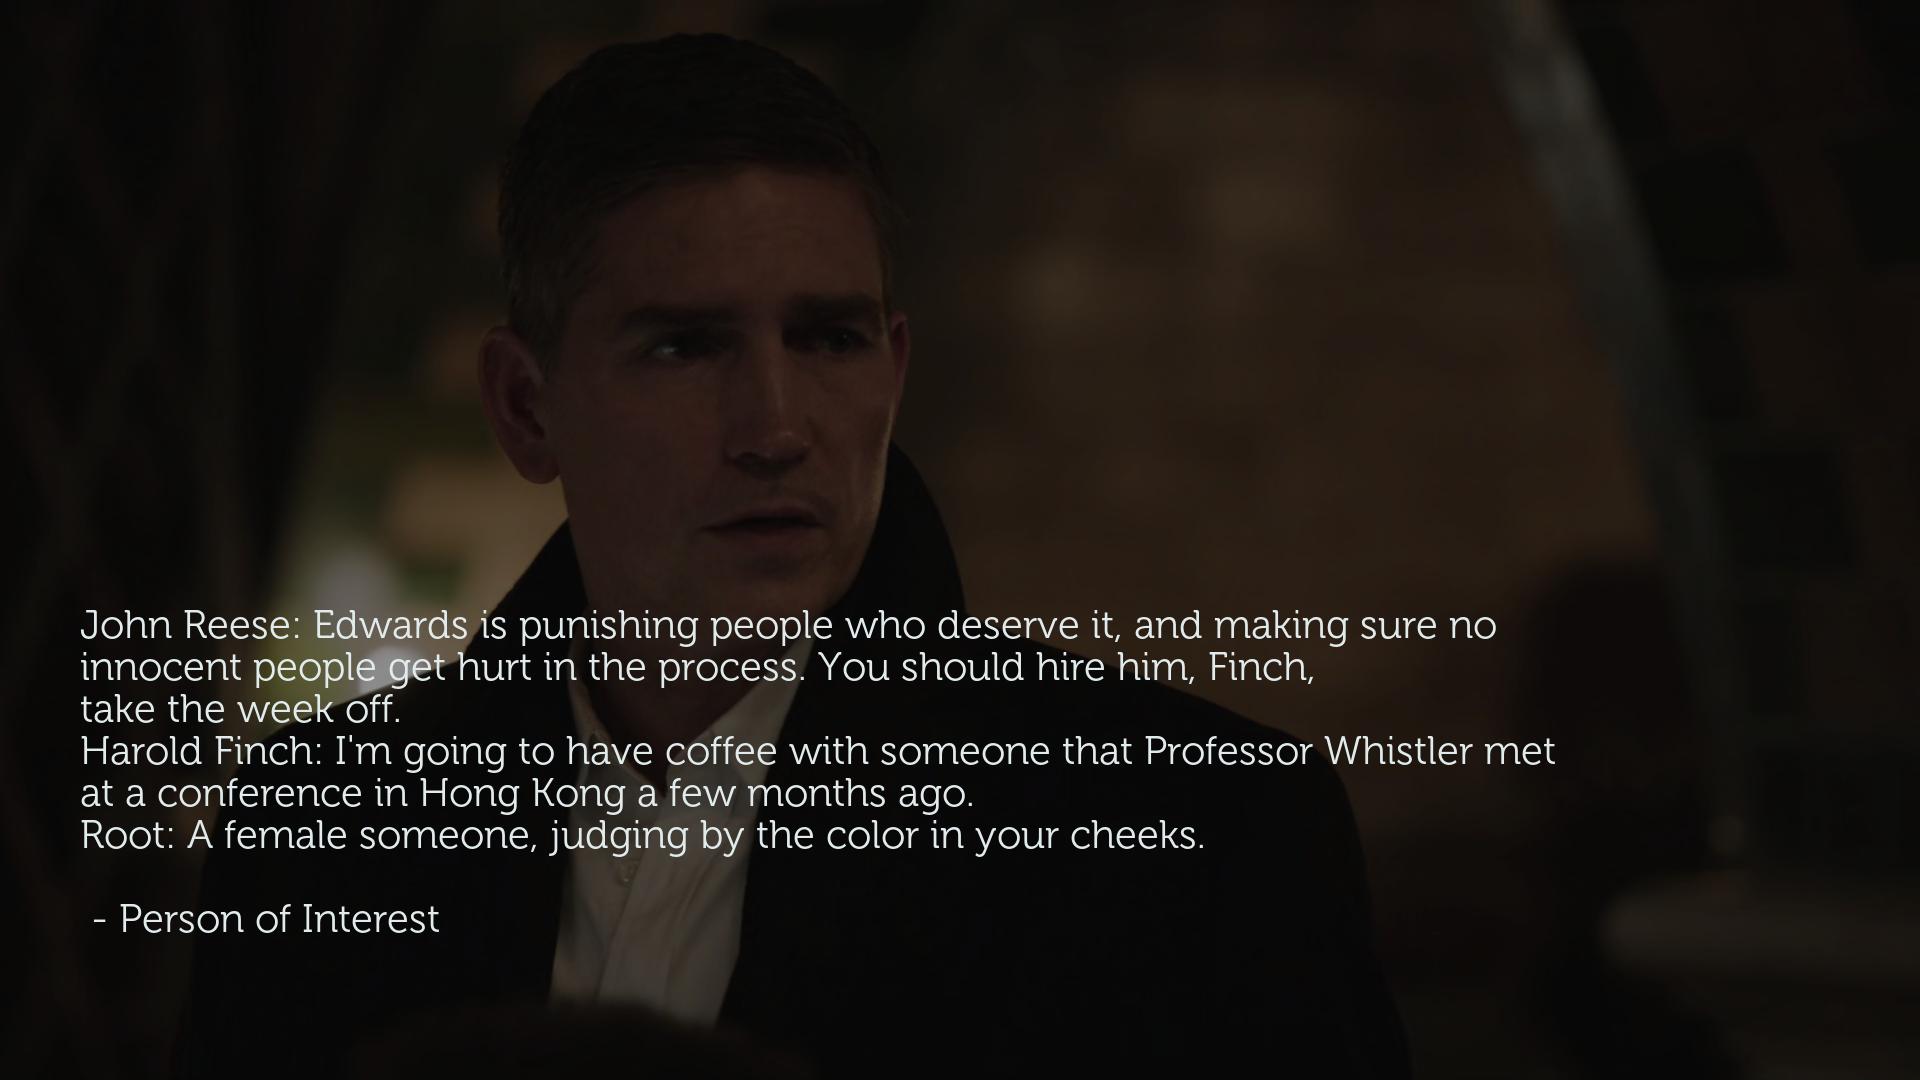 John Reese: Edwards is punishing people who deserve it, and making sure no
innocent people get hurt in the process. You should hire him, Finch,
take the week off.
Harold Finch: I'm going to have coffee with someone that Professor Whistler met
at a conference in Hong Kong a few months ago.
Root: A female someone, judging by the color in your cheeks.
- Person of Interest